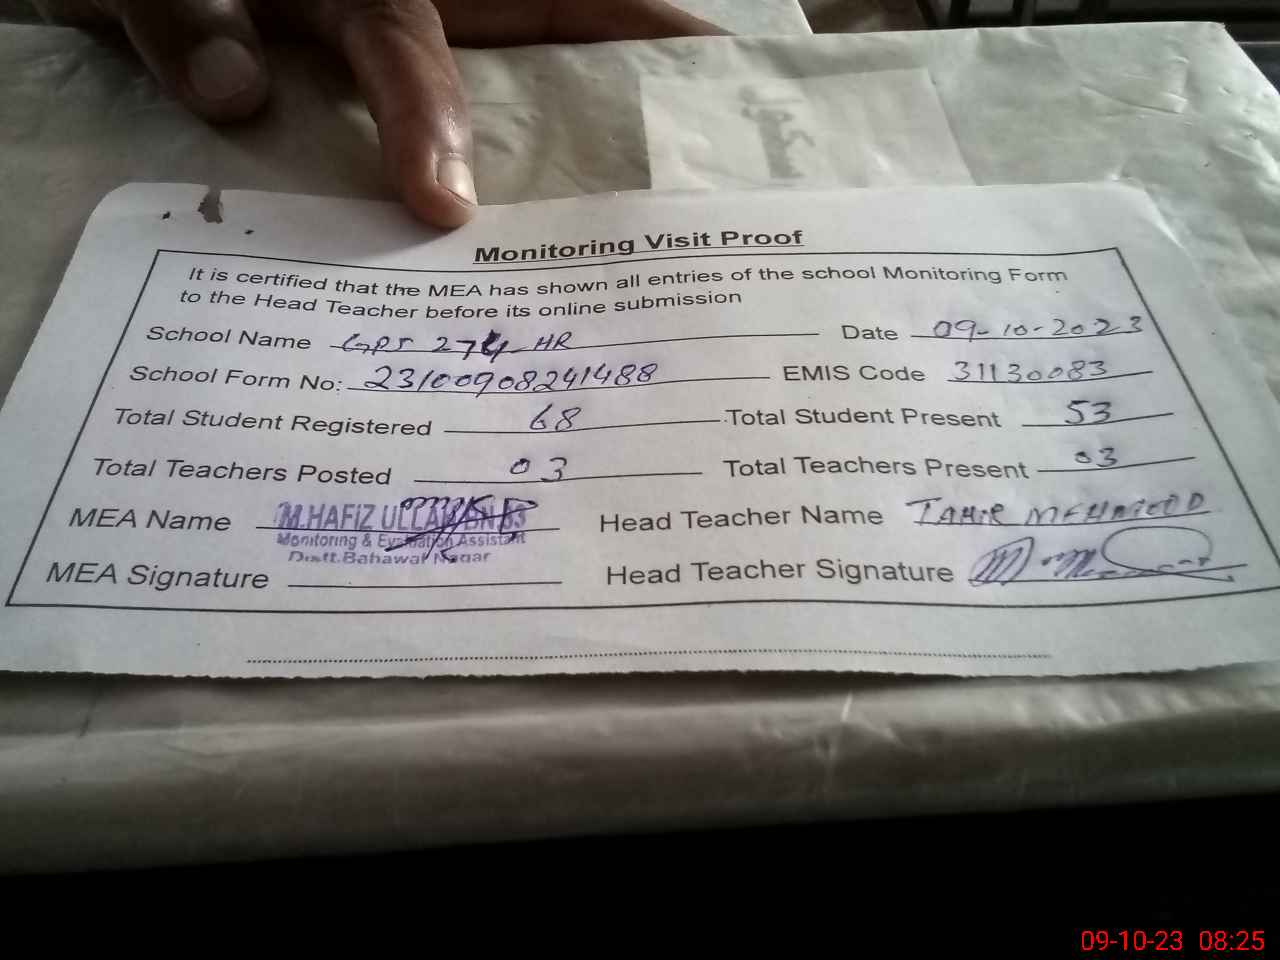 Monitoring Visit Proof
It is certified that the MEA has shown all entries of the school Monitoring Form
to the Head Teacher before its online submission
School Name GPS 274 HR Date 09-10-2023
School Form No: 23100908241488 EMIS Code 31130083
Total Student Registered 68 Total Student Present 53
Total Teachers Posted 03 Total Teachers Present 03
MEA Name M.HAFIZ ULLAH Head Teacher Name TAHIR MEHMOOD
Monitoring & Evaluation Assistant
Distt.Bahawal Nagar
MEA Signature Head Teacher Signature
09-10-23 08:25